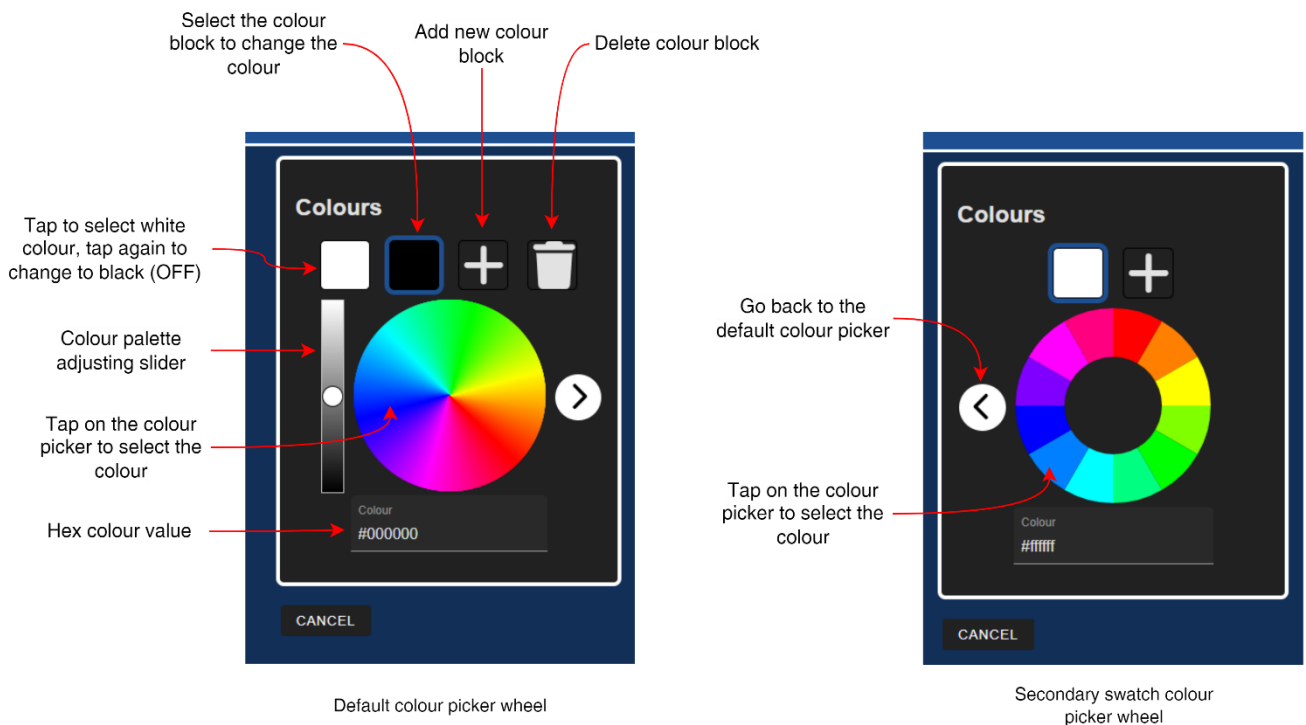 Select the colour
block to change the
colour
Add new colour
block
Delete colour block
Colours
Tap to select white
colour, tap again to
change to black (OFF)
Colour palette
adjusting slider
Tap on the colour
picker to select the
colour
Hex colour value
Colour
#000000
CANCEL
Default colour picker wheel
Colours
Go back to the
default colour picker
Tap on the colour
picker to select the
colour
Colour
#ffffff
CANCEL
Secondary swatch colour
picker wheel